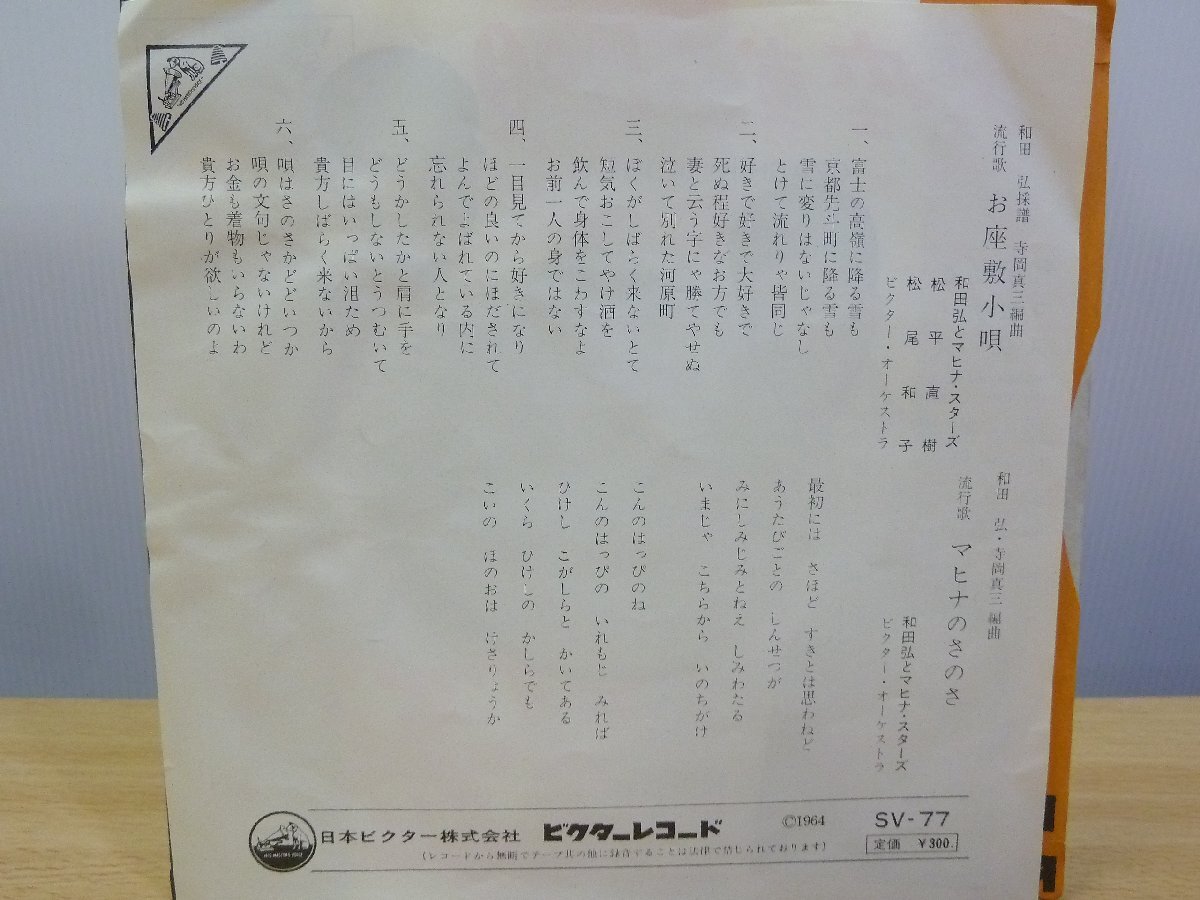 和田 弘採譜 寺岡真三編曲
流行歌 お座敷小唄
和田弘とマヒナ・スターズ
松平直樹
松尾和子
ビクター・オーケストラ
一、富士の高嶺に降る雪も
京都先斗町に降る雪も
雪に変りはないじゃなし
とけて流れりゃ皆同じ
二、好きで好きで大好きで
死ぬ程好きなお方でも
妻と云う字にゃ勝てやせぬ
泣いて別れた河原町
三、ぼくがしばらく来ないとて
短気おこしてやけ酒を
飲んで身体をこわすなよ
お前一人の身ではない
四、一目見てから好きになり
ほどの良いのにほだされて
よんでよばれている内に
忘れられない人となり
五、どうかしたかと肩に手を
どうもしないとうつむいて
目にはいっぱい泪ため
貴方しばらく来ないから
六、唄はさのさかどどいつか
唄の文句じゃないけれど
お金も着物もいらないわ
貴方ひとりが欲しいのよ
和田 弘・寺岡真三編曲
流行歌 マヒナのさのさ
和田弘とマヒナ・スターズ
ビクター・オーケストラ
最初には さほど すきとは思わねど
あうたびごとの しんせつが
みにしみじみとねえ しみわたる
いまじゃ こちらから いのちがけ
こんのはっぴのね
こんのはっぴの いれもじ みれば
ひけし こがしらと かいてある
いくら ひけしの かしらでも
こいの ほのおは けさりょうか
HIS MASTER'S VOICE
日本ビクター株式会社 ビクターレコード ©1964 SV-77
(レコードから無断でテープ其の他に録音することは法律で禁じられております) 定価 ¥300.